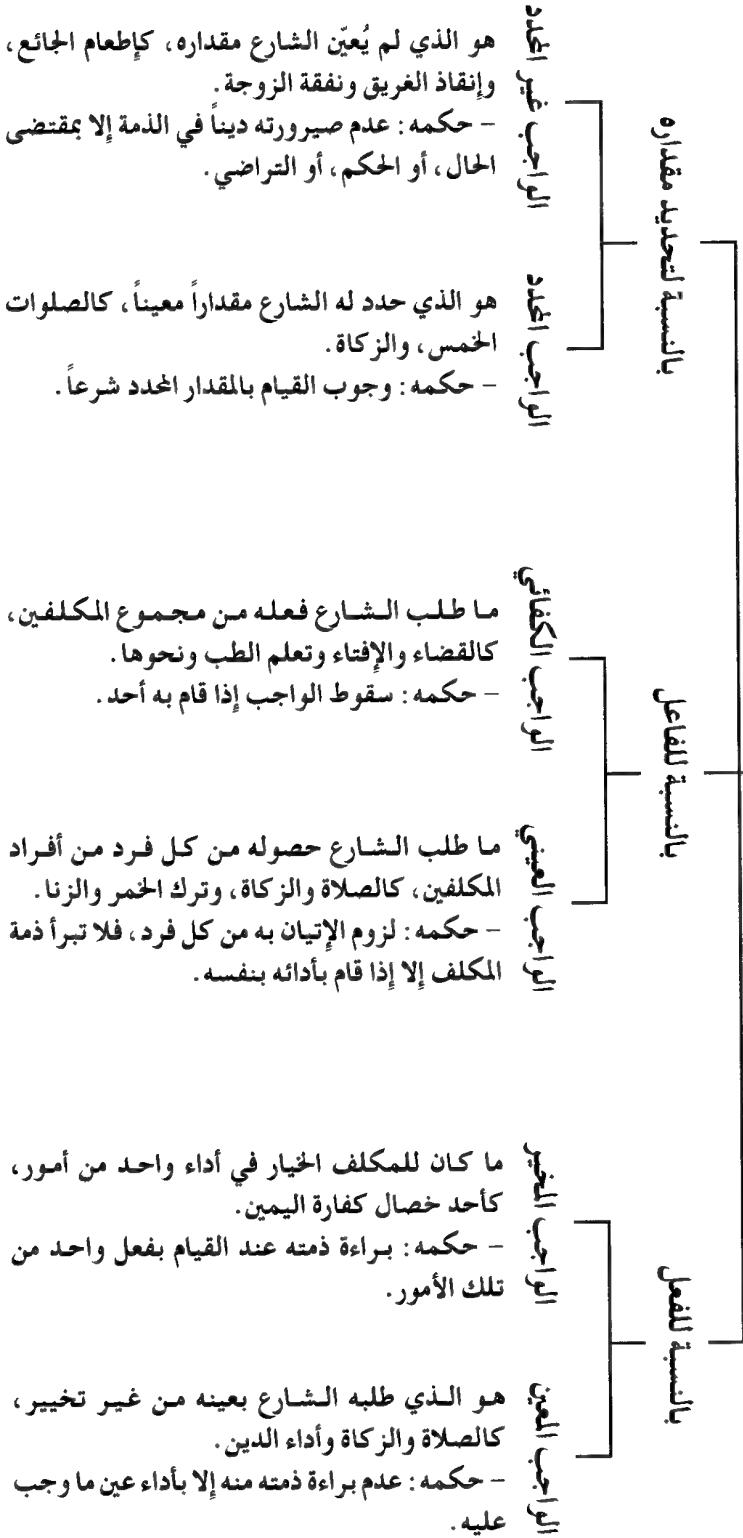 بالنسبة لتحديد مقداره
الواجب غير المحدد
هو الذي لم يُعيّن الشارع مقداره، كإطعام الجائع،
وإنقاذ الغريق ونفقة الزوجة.
- حكمه: عدم صيرورته ديناً في الذمة إلا بمقتضى
الحال، أو الحكم، أو التراضي.
الواجب المحدد
هو الذي حدد له الشارع مقداراً معيناً، كالصلوات
الخمس، والزكاة.
- حكمه: وجوب القيام بالمقدار المحدد شرعاً.
بالنسبة للفاعل
الواجب الكفائي
ما طلب الشارع فعله من مجموع المكلفين،
كالقضاء والإفتاء وتعلم الطب ونحوها.
- حكمه: سقوط الواجب إذا قام به أحد.
الواجب العيني
ما طلب الشارع حصوله من كل فرد من أفراد
المكلفين، كالصلاة والزكاة، وترك الخمر والزنا.
- حكمه: لزوم الإتيان به من كل فرد، فلا تبرأ ذمة
المكلف إلا إذا قام بأدائه بنفسه.
بالنسبة للفعل
الواجب المخير
ما كان للمكلف الخيار في أداء واحد من أمور،
كأحد خصال كفارة اليمين.
- حكمه: براءة ذمته عند القيام بفعل واحد من
تلك الأمور.
الواجب المعين
هو الذي طلبه الشارع بعينه من غير تخيير،
كالصلاة والزكاة وأداء الدين.
- حكمه: عدم براءة ذمته منه إلا بأداء عين ما وجب
عليه.